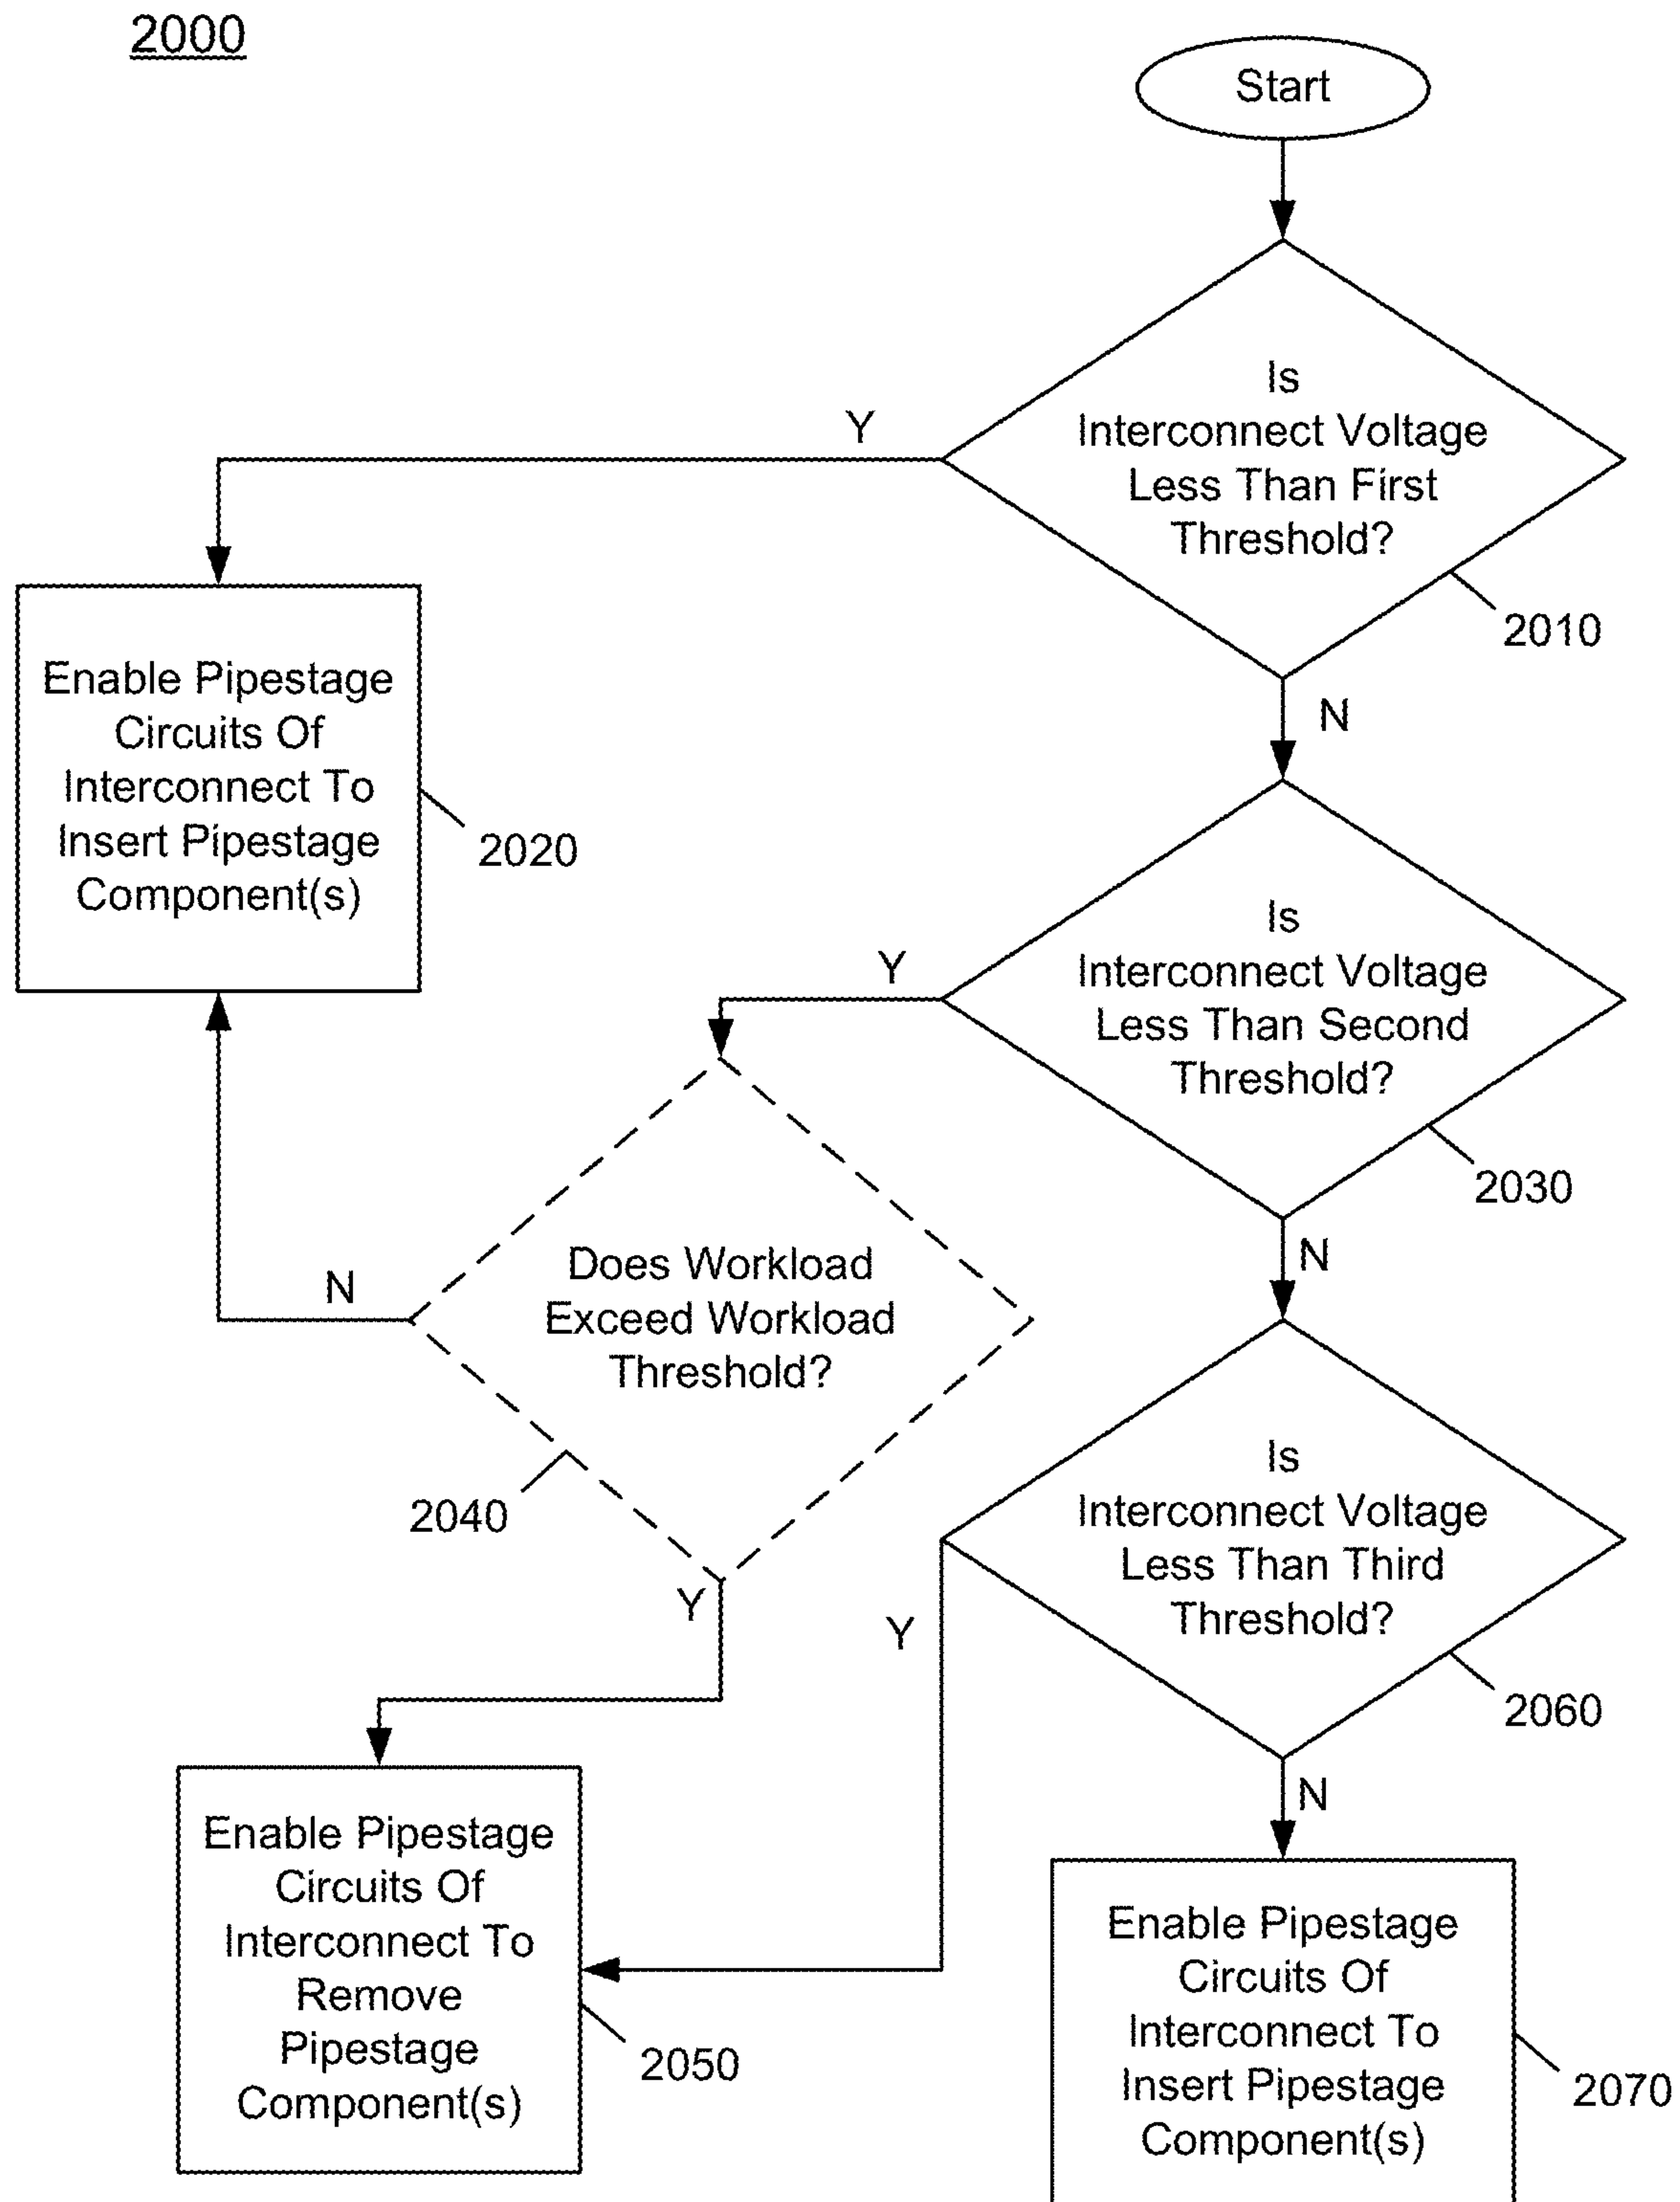 2000
Start
Is
Interconnect Voltage
Less Than First
Threshold?
Y
2010
N
Enable Pipestage
Circuits Of
Interconnect To
Insert Pipestage
Component(s)
2020
Is
Interconnect Voltage
Less Than Second
Threshold?
Y
2030
N
Does Workload
Exceed Workload
Threshold?
N
2040
Y
Is
Interconnect Voltage
Less Than Third
Threshold?
Y
2060
N
Enable Pipestage
Circuits Of
Interconnect To
Remove
Pipestage
Component(s)
2050
Enable Pipestage
Circuits Of
Interconnect To
Insert Pipestage
Component(s)
2070